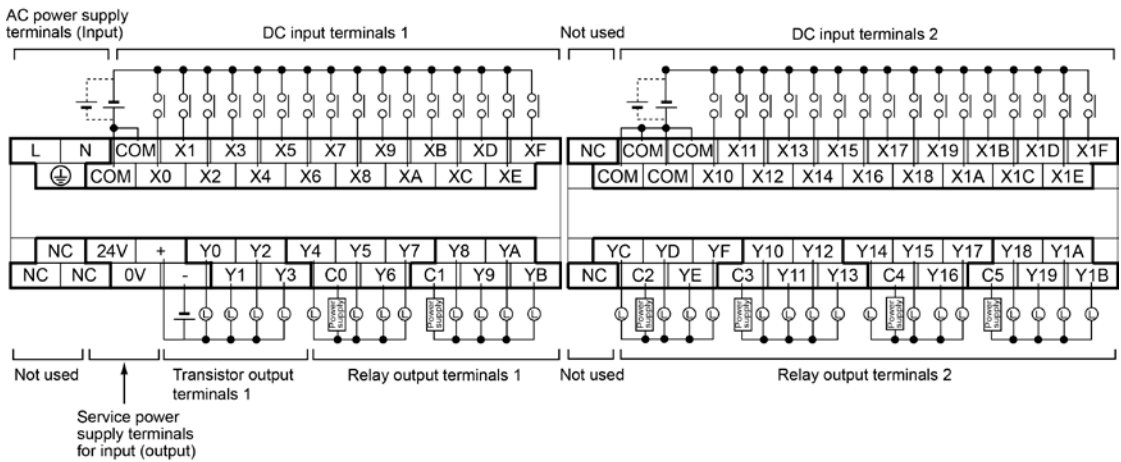 AC power supply
terminals (Input)
DC input terminals 1
Not used
DC input terminals 2
L N COM X1 X3 X5 X7 X9 XB XD XF
COM X0 X2 X4 X6 X8 XA XC XE
NC COM COM X11 X13 X15 X17 X19 X1B X1D X1F
COM COM X10 X12 X14 X16 X18 X1A X1C X1E
NC 24V + Y0 Y2 Y4 Y5 Y7 Y8 YA
NC NC 0V - Y1 Y3 C0 Y6 C1 Y9 YB
YC YD YF Y10 Y12 Y14 Y15 Y17 Y18 Y1A
NC C2 YE C3 Y11 Y13 C4 Y16 C5 Y19 Y1B
L L L L L
Power
supply
L L L
Power
supply
L L L L
L
Power
supply
L L L
Power
supply
L L L L
L
Power
supply
L L L
Power
supply
L L L L
Not used
Transistor output
terminals 1
Relay output terminals 1
Not used
Relay output terminals 2
Service power
supply terminals
for input (output)